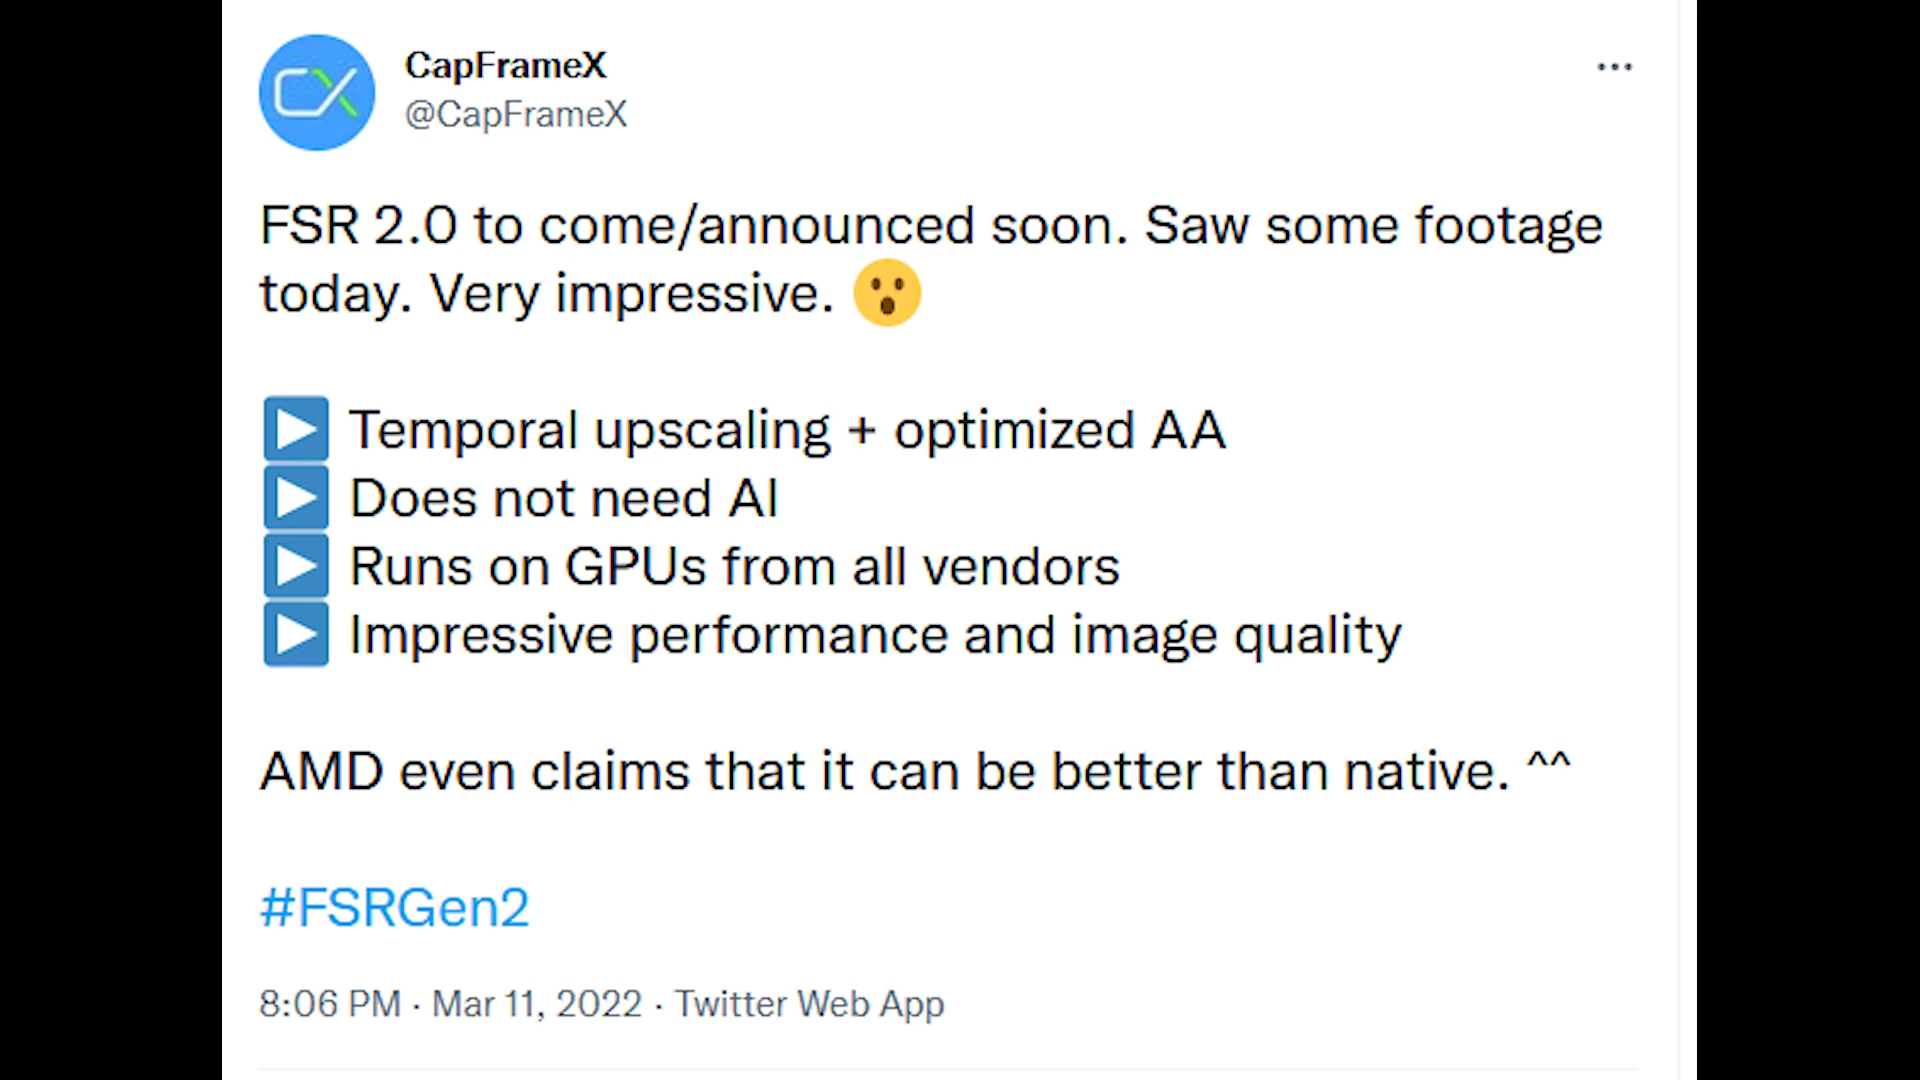 CapFrameX
@CapFrameX
FSR 2.0 to come/announced soon. Saw some footage
today. Very impressive. 😮
▶️ Temporal upscaling + optimized AA
▶️ Does not need AI
▶️ Runs on GPUs from all vendors
▶️ Impressive performance and image quality
AMD even claims that it can be better than native. ^^
#FSRGen2
8:06 PM · Mar 11, 2022 · Twitter Web App